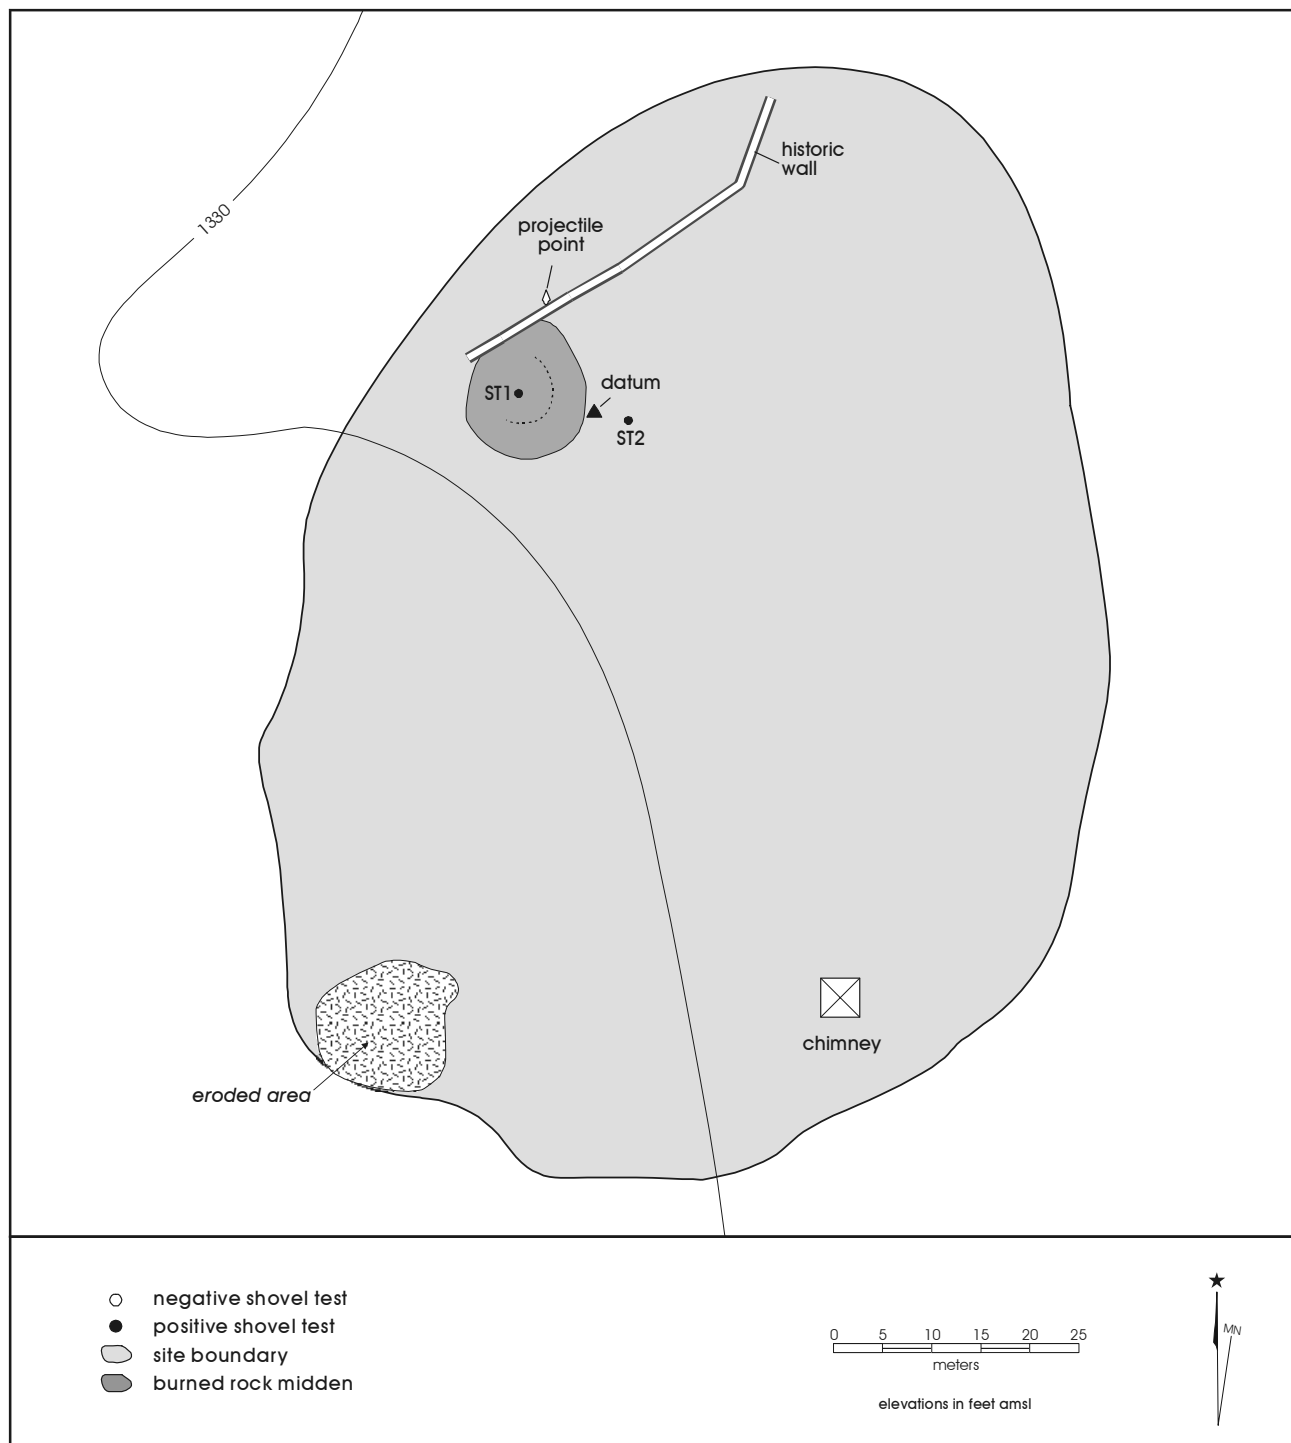 historic
wall
1330
projectile
point
datum
ST1
ST2
chimney
eroded area
negative shovel test
positive shovel test
site boundary
burned rock midden
0 5 10 15 20 25
meters
elevations in feet amsl
MN